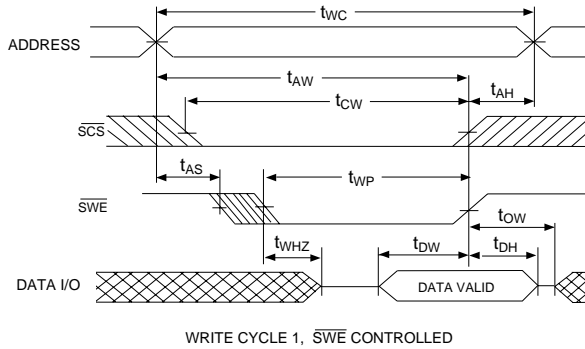 tWC
ADDRESS
tAW
tCW
tAH
SCS
tAS
tWP
SWE
tOW
tWHZ
tDW
tDH
DATA I/O
DATA VALID
WRITE CYCLE 1, SWE CONTROLLED